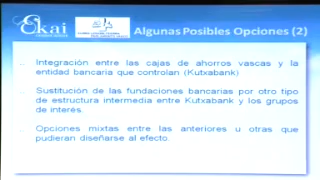 Ekai
Algunas Posibles Opciones (2)
Integración entre las cajas de ahorros vascas y la
entidad bancaria que controlan (Kutxabank)
Sustitución de las fundaciones bancarias por otro tipo
de estructura intermedia entre Kutxabank y los grupos
de interés.
Opciones mixtas entre las anteriores u otras que
pudieran diseñarse al efecto.